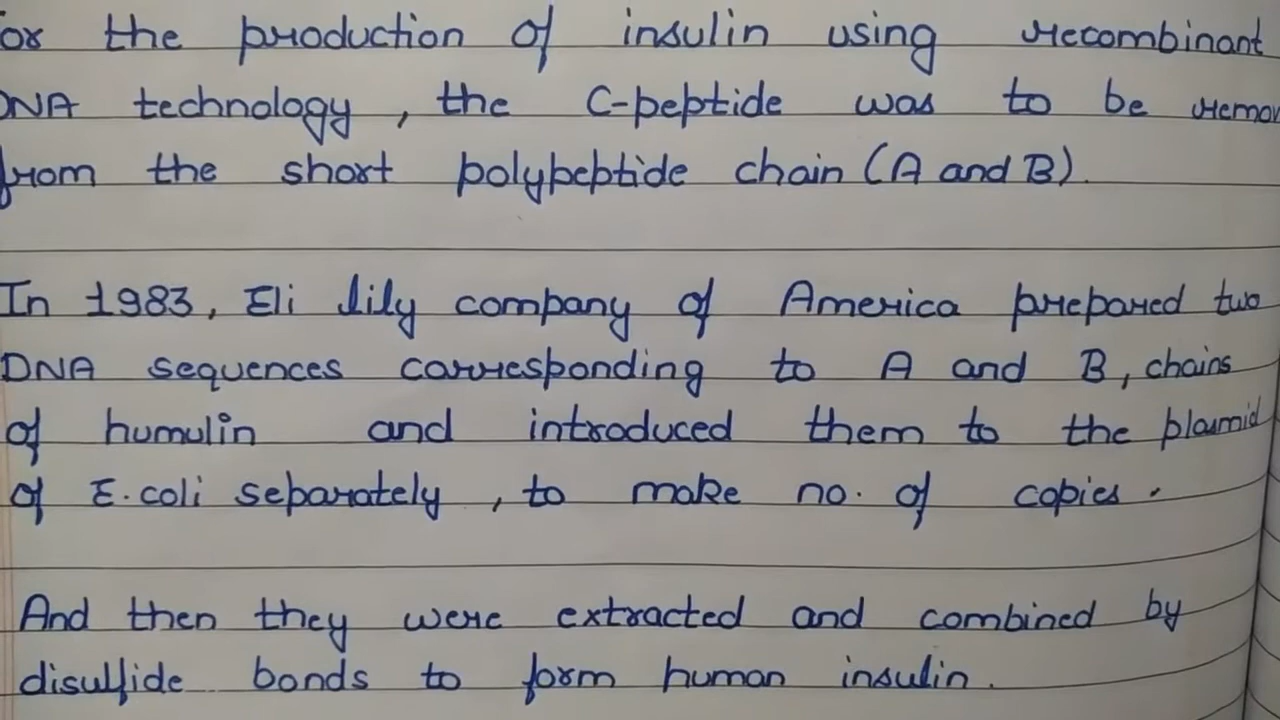 or the production of insulin using recombinant
DNA technology, the C-peptide was to be remov
from the short polypeptide chain (A and B).
In 1983, Eli lily company of America prepared two
DNA sequences corresponding to A and B, chains
of humulin and introduced them to the plasmid
of E.coli separately, to make no. of copies.
And then they were extracted and combined by
disulfide bonds to form human insulin.